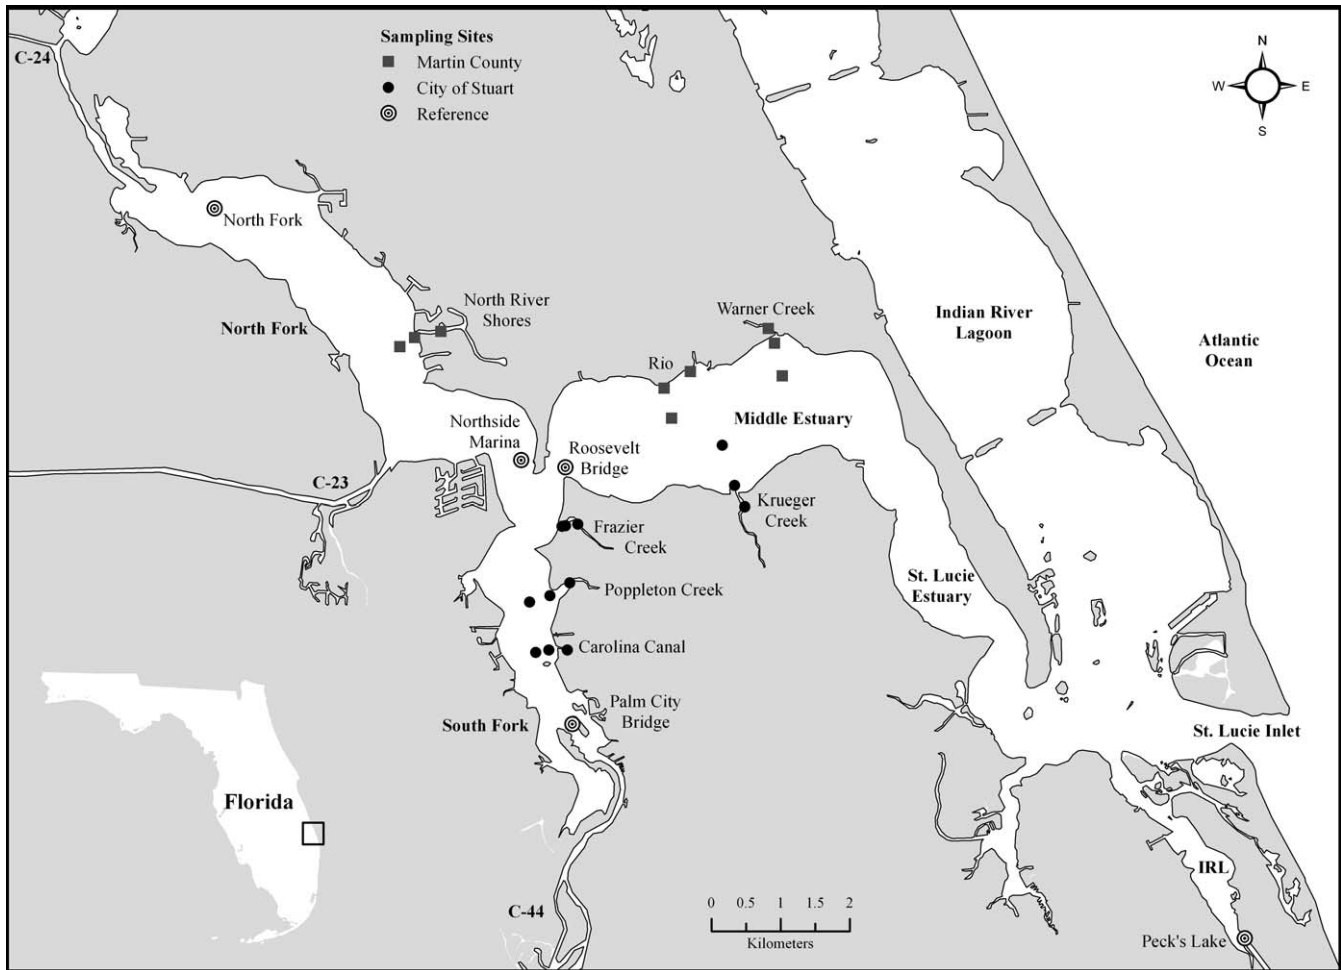 C-24
Sampling Sites
Martin County
City of Stuart
Reference
N
W
E
S
North Fork
North Fork
North River
Shores
Warner Creek
Rio
Indian River
Lagoon
Atlantic
Ocean
Middle Estuary
Northside
Marina
Roosevelt
Bridge
C-23
Krueger
Creek
Frazier
Creek
Poppleton Creek
St. Lucie
Estuary
Carolina Canal
Palm City
Bridge
South Fork
St. Lucie Inlet
Florida
IRL
C-44
0 0.5 1 1.5 2
Kilometers
Peck's Lake